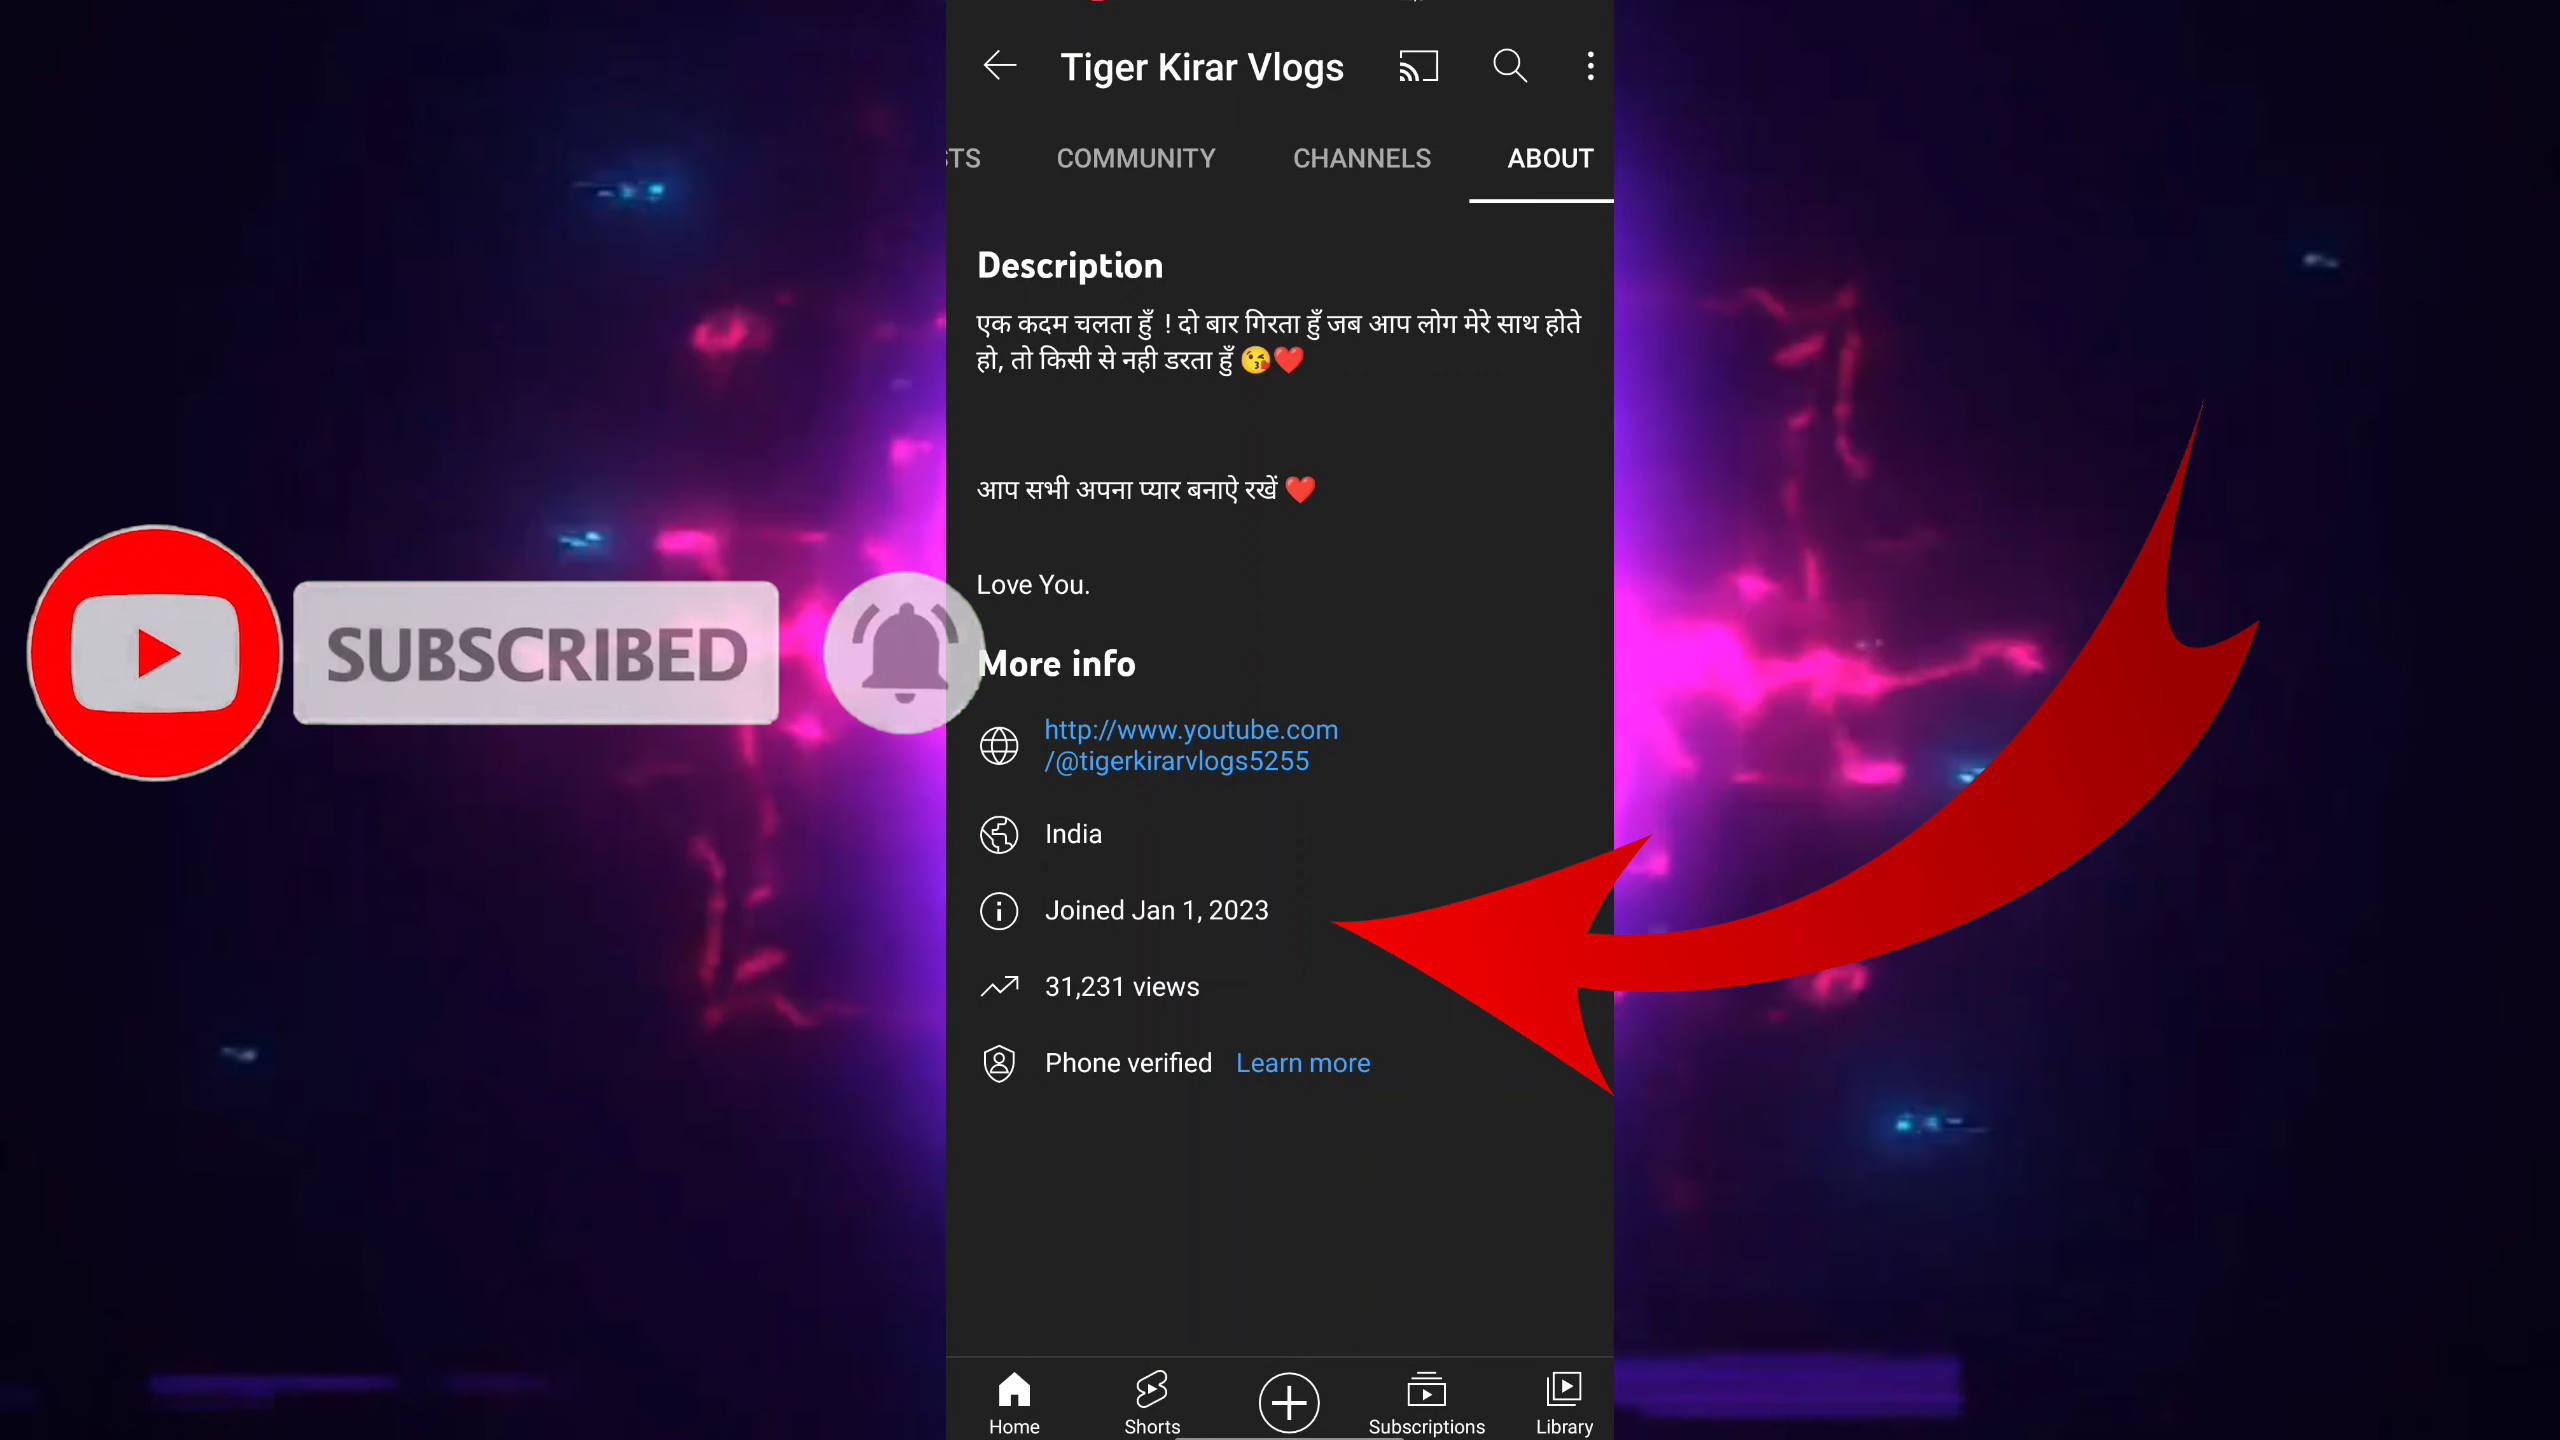 Tiger Kirar Vlogs
STS COMMUNITY CHANNELS ABOUT
Description
एक कदम चलता हुँ ! दो बार गिरता हुँ जब आप लोग मेरे साथ होते
हो, तो किसी से नही डरता हुँ 😘❤️
आप सभी अपना प्यार बनाऐ रखें ❤️
Love You.
SUBSCRIBED
More info
http://www.youtube.com
/@tigerkirarvlogs5255
India
Joined Jan 1, 2023
31,231 views
Phone verified Learn more
Home Shorts Subscriptions Library